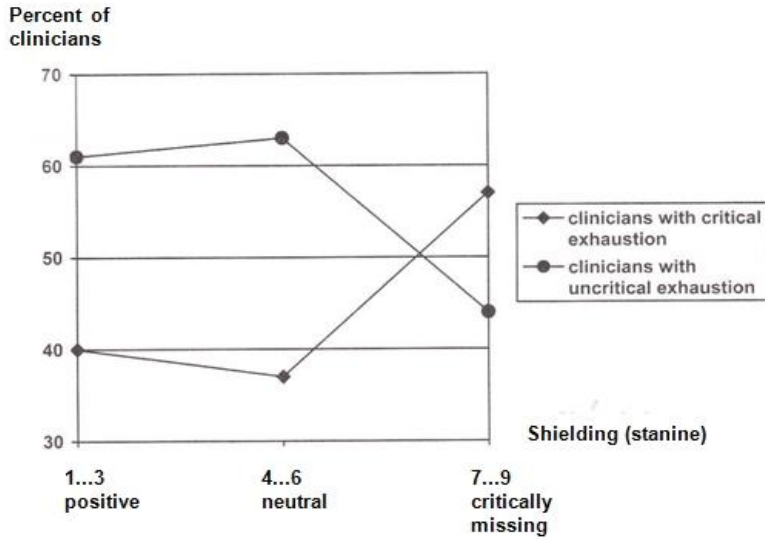 Percent of
clinicians
70
60
50
40
30
clinicians with critical
exhaustion
clinicians with
uncritical exhaustion
Shielding (stanine)
1...3
positive
4...6
neutral
7...9
critically
missing